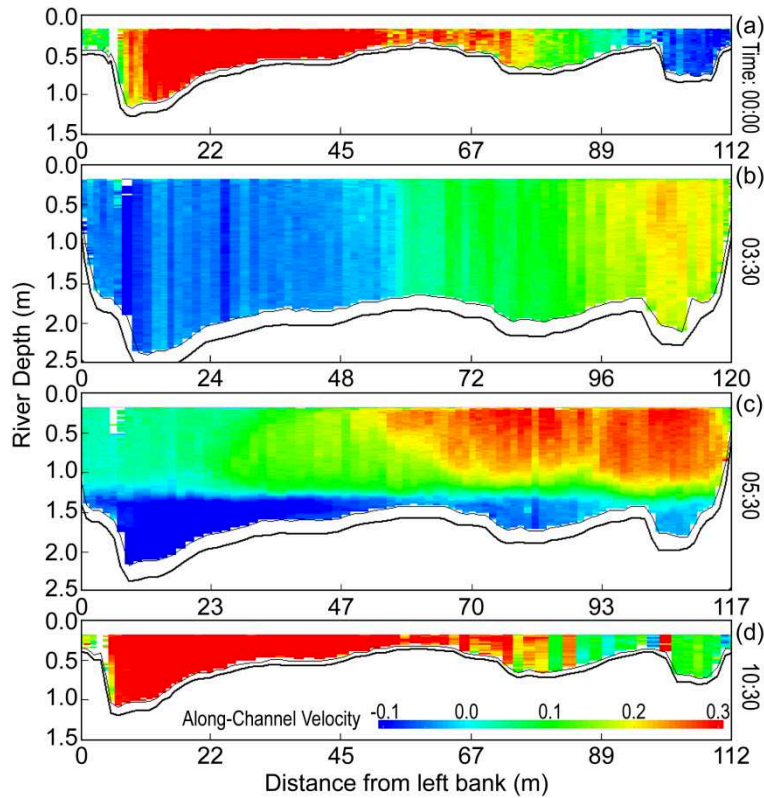 0.0
0.5
1.0
1.5
0 22 45 67 89 112
(a)
Time: 00:00
0.0
0.5
1.0
1.5
2.0
2.5
0 24 48 72 96 120
(b)
03:30
0.0
0.5
1.0
1.5
2.0
2.5
0 23 47 70 93 117
(c)
05:30
0.0
0.5
1.0
1.5
0 22 45 67 89 112
(d)
10:30
Along-Channel Velocity
-0.1 0.0 0.1 0.2 0.3
River Depth (m)
Distance from left bank (m)